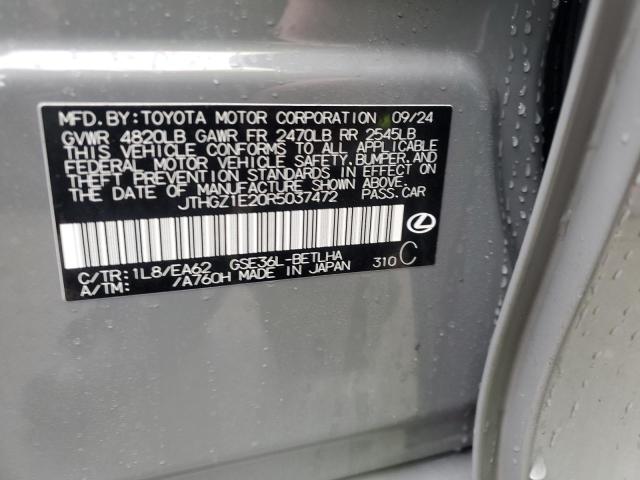 MFD. BY: TOYOTA MOTOR CORPORATION 09/24
GVWR 4820LB GAWR FR 2470LB RR 2545LB
THIS VEHICLE CONFORMS TO ALL APPLICABLE
FEDERAL MOTOR VEHICLE SAFETY, BUMPER, AND
THEFT PREVENTION STANDARDS IN EFFECT ON
THE DATE OF MANUFACTURE SHOWN ABOVE.
JTHGZ1E20R5037472 PASS. CAR
C/TR: 1L8/EA62 GSE36L-BETLHA
A/TM: /A760H MADE IN JAPAN 310 C